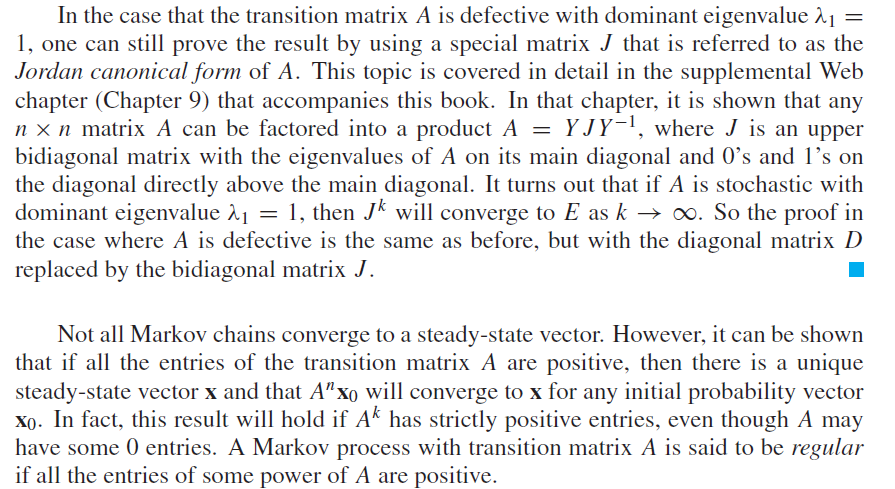 In the case that the transition matrix A is defective with dominant eigenvalue λ₁ =
1, one can still prove the result by using a special matrix J that is referred to as the
Jordan canonical form of A. This topic is covered in detail in the supplemental Web
chapter (Chapter 9) that accompanies this book. In that chapter, it is shown that any
n × n matrix A can be factored into a product A = YJY⁻¹, where J is an upper
bidiagonal matrix with the eigenvalues of A on its main diagonal and 0’s and 1’s on
the diagonal directly above the main diagonal. It turns out that if A is stochastic with
dominant eigenvalue λ₁ = 1, then Jᵏ will converge to E as k → ∞. So the proof in
the case where A is defective is the same as before, but with the diagonal matrix D
replaced by the bidiagonal matrix J.
Not all Markov chains converge to a steady-state vector. However, it can be shown
that if all the entries of the transition matrix A are positive, then there is a unique
steady-state vector x and that Aⁿx₀ will converge to x for any initial probability vector
x₀. In fact, this result will hold if Aᵏ has strictly positive entries, even though A may
have some 0 entries. A Markov process with transition matrix A is said to be regular
if all the entries of some power of A are positive.